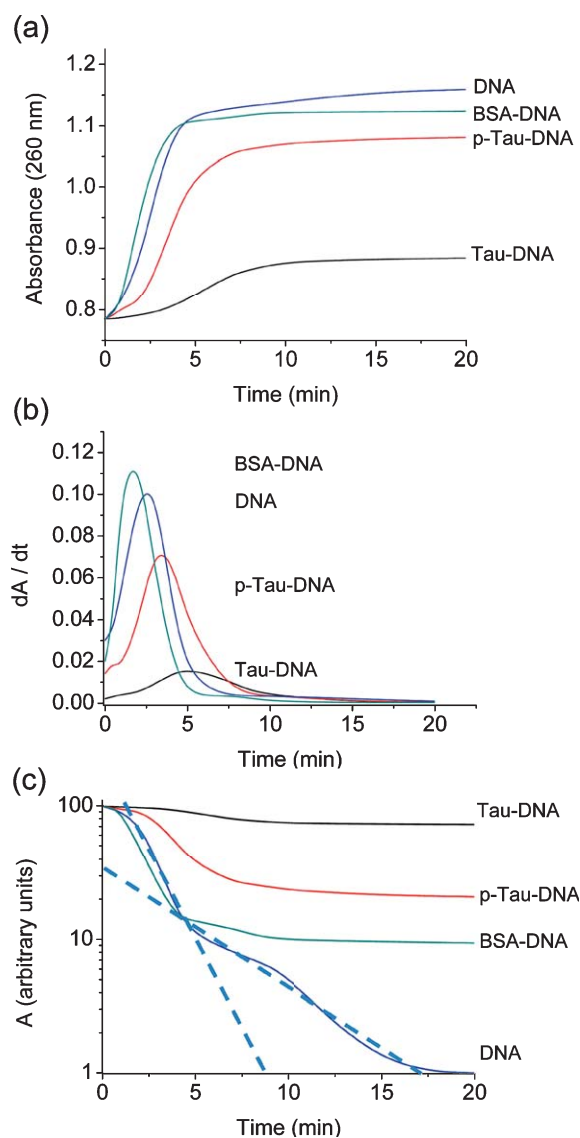 (a)
Absorbance (260 nm)
1.2
1.1
1.0
0.9
0.8
DNA
BSA-DNA
p-Tau-DNA
Tau-DNA
0 5 10 15 20
Time (min)
(b)
dA / dt
0.12
0.10
0.08
0.06
0.04
0.02
0.00
BSA-DNA
DNA
p-Tau-DNA
Tau-DNA
0 5 10 15 20
Time (min)
(c)
A (arbitrary units)
100
10
1
Tau-DNA
p-Tau-DNA
BSA-DNA
DNA
0 5 10 15 20
Time (min)